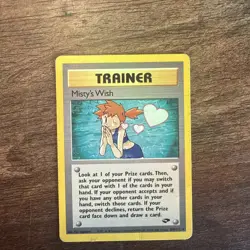 TRAINER
Misty's Wish
Look at 1 of your Prize cards. Then,
ask your opponent if you may switch
that card with 1 of the cards in your
hand. If your opponent accepts and if
you have any other cards in your
hand, switch those cards. If your
opponent declines, return the Prize
card face down and draw a card.